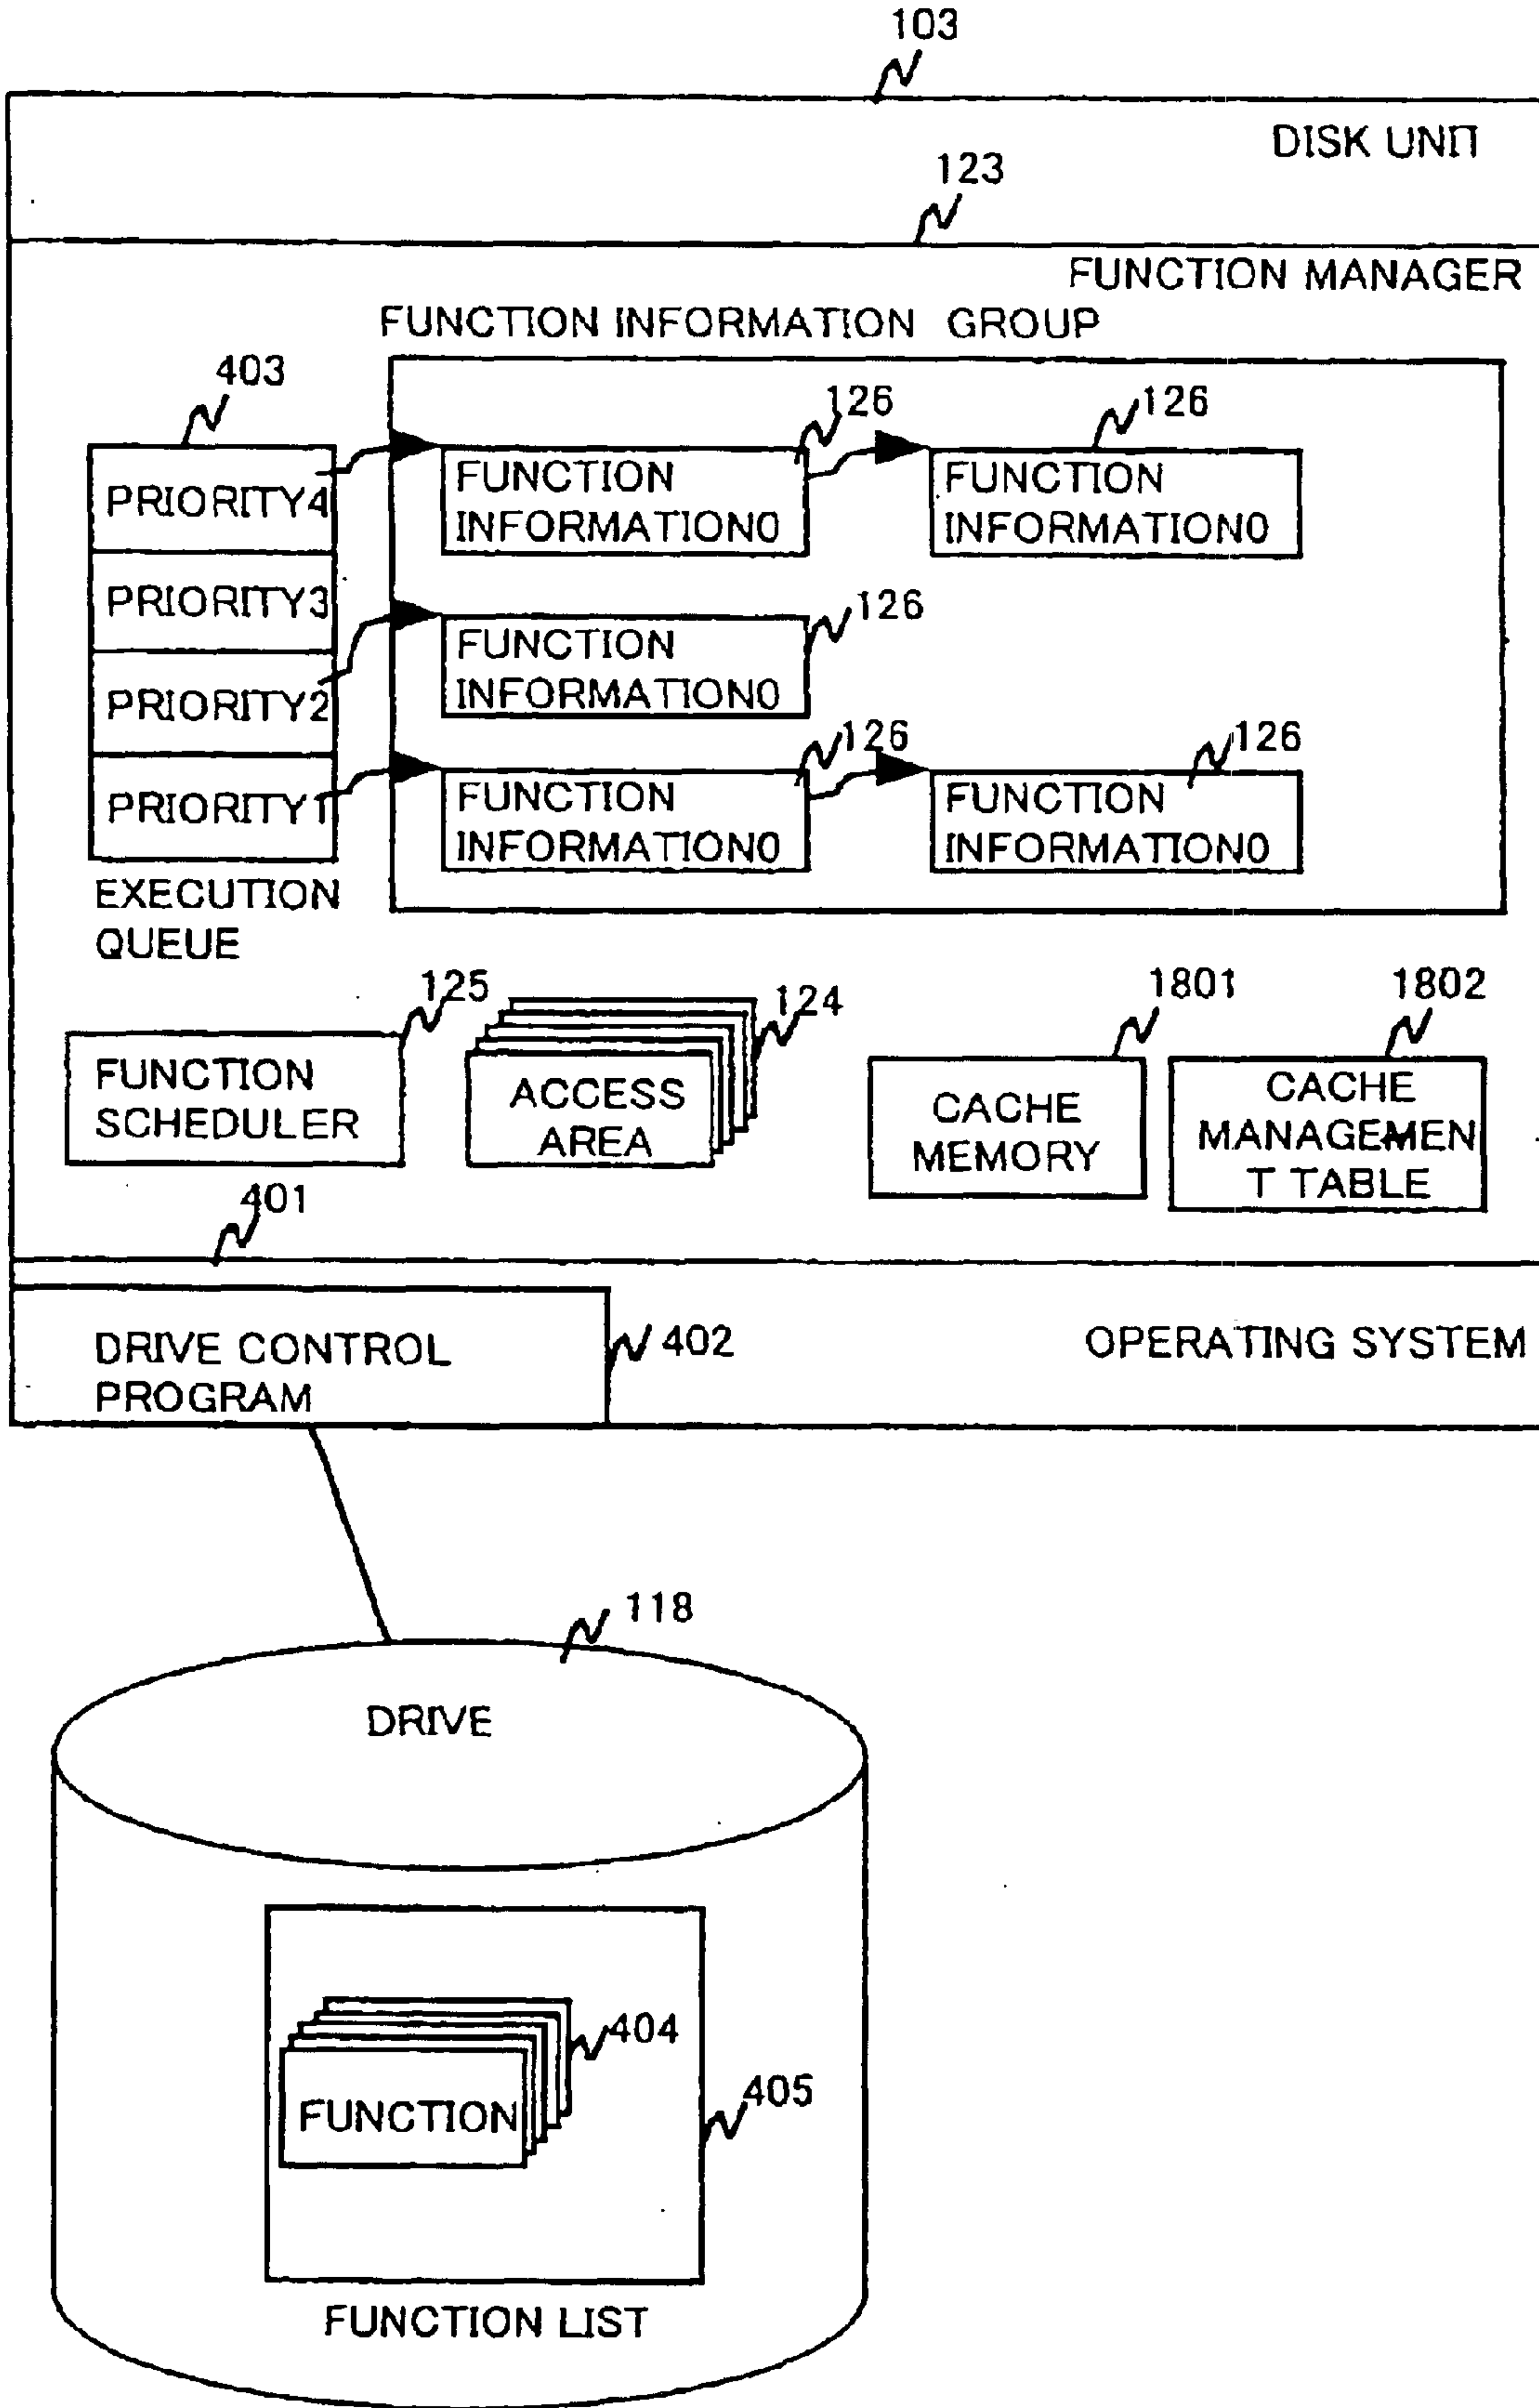 103
DISK UNIT
123
FUNCTION MANAGER
FUNCTION INFORMATION GROUP
403
126
126
PRIORITY4
FUNCTION
INFORMATION0
FUNCTION
INFORMATION0
PRIORITY3
126
PRIORITY2
FUNCTION
INFORMATION0
126
126
PRIORITY1
FUNCTION
INFORMATION0
FUNCTION
INFORMATION0
EXECUTION
QUEUE
125
124
1801
1802
FUNCTION
SCHEDULER
ACCESS
AREA
CACHE
MEMORY
CACHE
MANAGEMEN
T TABLE
401
DRIVE CONTROL
PROGRAM
402
OPERATING SYSTEM
118
DRIVE
404
FUNCTION
405
FUNCTION LIST